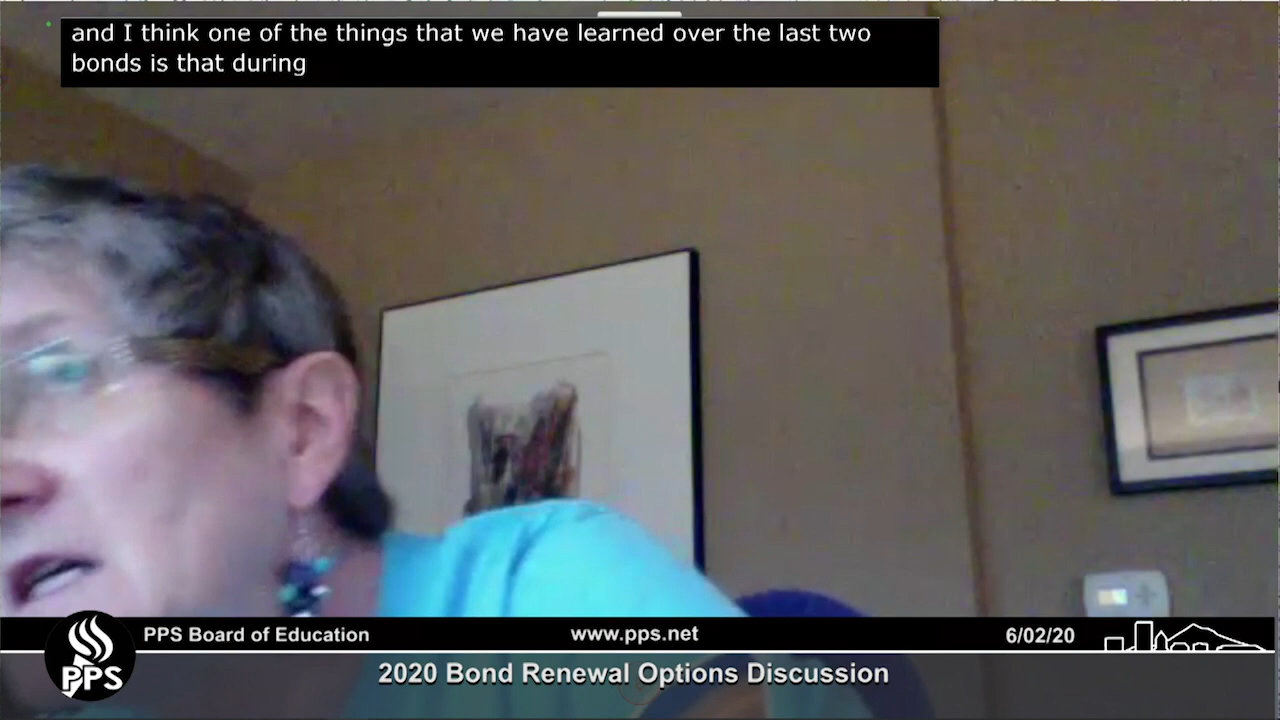 and I think one of the things that we have learned over the last two
bonds is that during
PPS Board of Education
www.pps.net
6/02/20
PPS
2020 Bond Renewal Options Discussion